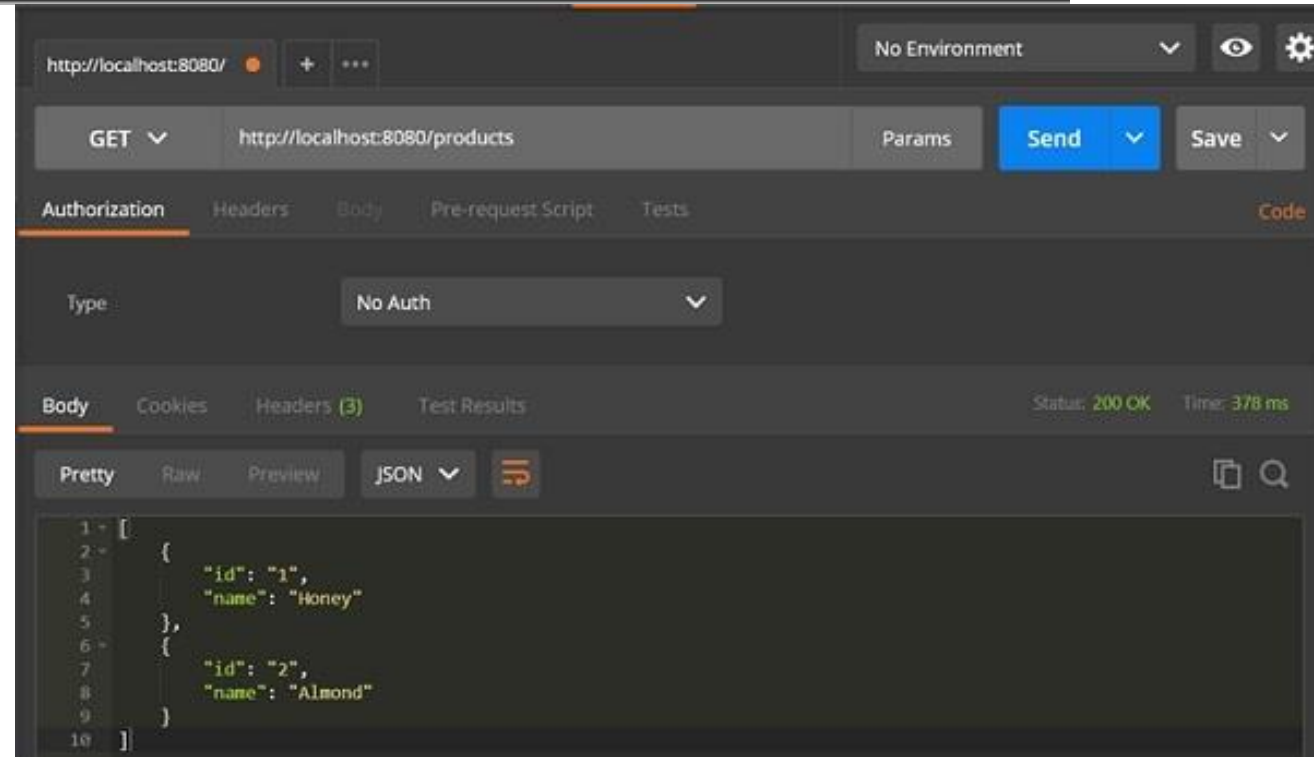 http://localhost:8080/ + •••
No Environment
GET http://localhost:8080/products Params Send Save
Authorization Headers Body Pre-request Script Tests Code
Type No Auth
Body Cookies Headers (3) Test Results Status: 200 OK Time: 378 ms
Pretty Raw Preview JSON
1 [
2 {
3 "id": "1",
4 "name": "Honey"
5 },
6 {
7 "id": "2",
8 "name": "Almond"
9 }
10 ]